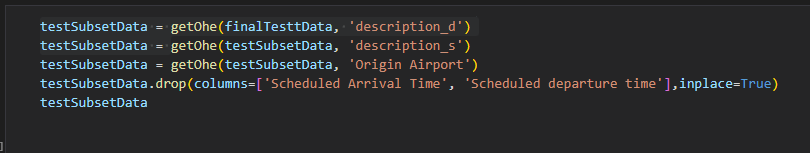 testSubsetData = getOhe(finalTesttData, 'description_d')
testSubsetData = getOhe(testSubsetData, 'description_s')
testSubsetData = getOhe(testSubsetData, 'Origin Airport')
testSubsetData.drop(columns=['Scheduled Arrival Time', 'Scheduled departure time'],inplace=True)
testSubsetData
]